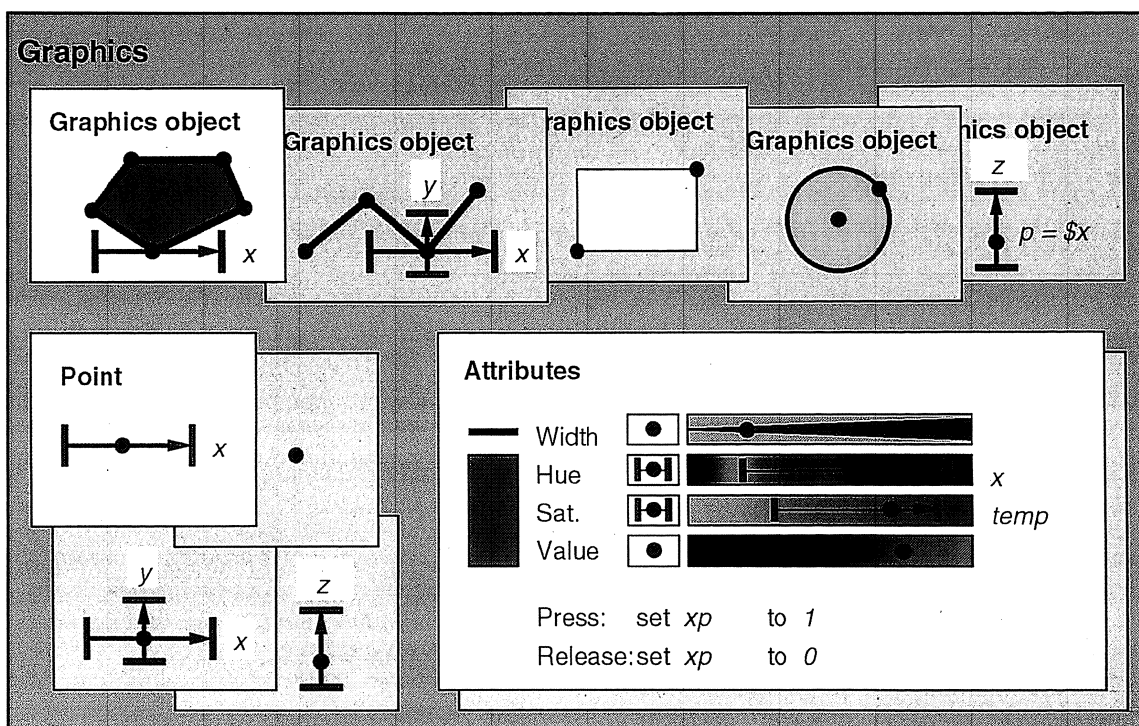 Graphics
Graphics object
x
Graphics object
y
x
raphics object
Graphics object
nics object
z
p = $x
Point
x
y
x
z
Attributes
Width
Hue
x
Sat.
temp
Value
Press: set xp to 1
Release: set xp to 0